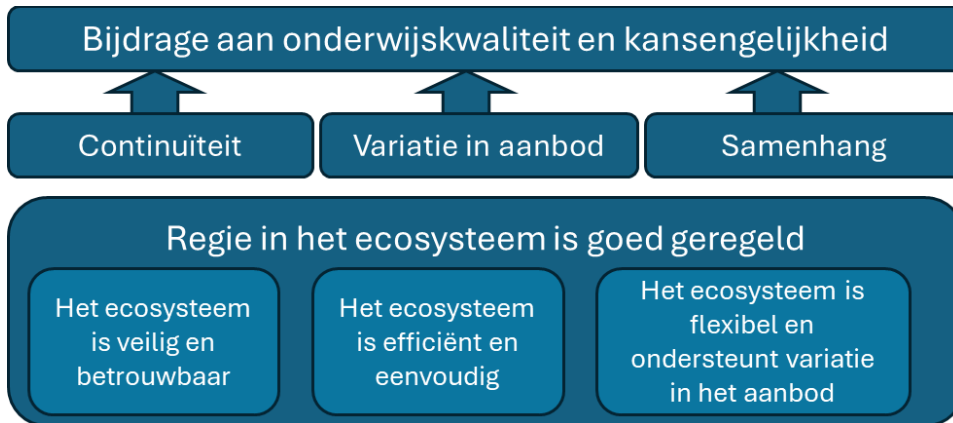 Bijdrage aan onderwijskwaliteit en kansengelijkheid
Continuïteit
Variatie in aanbod
Samenhang
Regie in het ecosysteem is goed geregeld
Het ecosysteem
is veilig en
betrouwbaar
Het ecosysteem
is efficiënt en
eenvoudig
Het ecosysteem is
flexibel en
ondersteunt variatie
in het aanbod